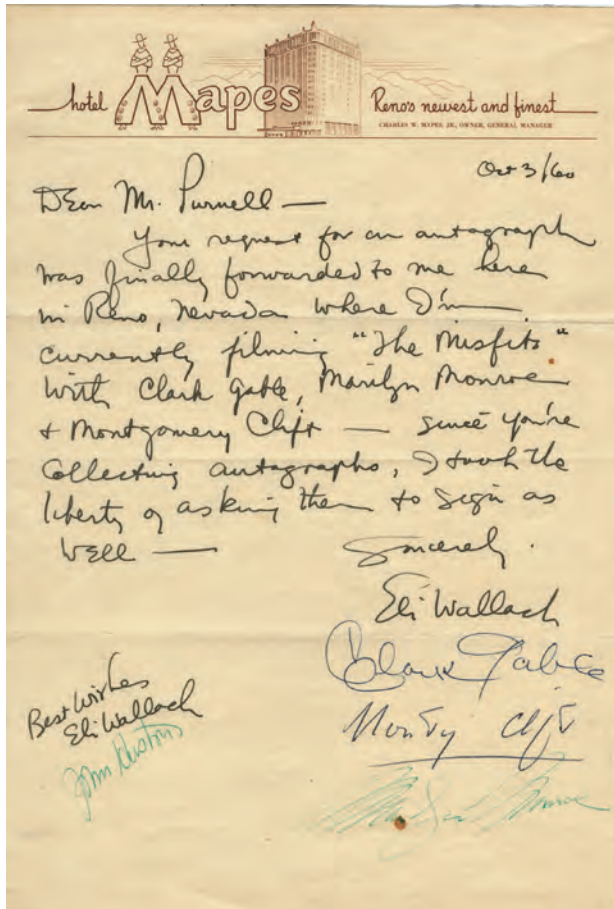 hotel Mapes
Reno's newest and finest
CHARLES W. MAPES, JR., OWNER, GENERAL MANAGER
Oct 3/60
Dear Mr. Purnell —
Your request for an autograph
was finally forwarded to me here
in Reno, Nevada where I'm
currently filming "The Misfits"
with Clark Gable, Marilyn Monroe
+ Montgomery Clift — since you're
collecting autographs, I took the
liberty of asking them to sign as
well —
Sincerely.
Eli Wallach
Clark Gable
Monty Clift
Marilyn Monroe
Best Wishes
Eli Wallach
John Huston